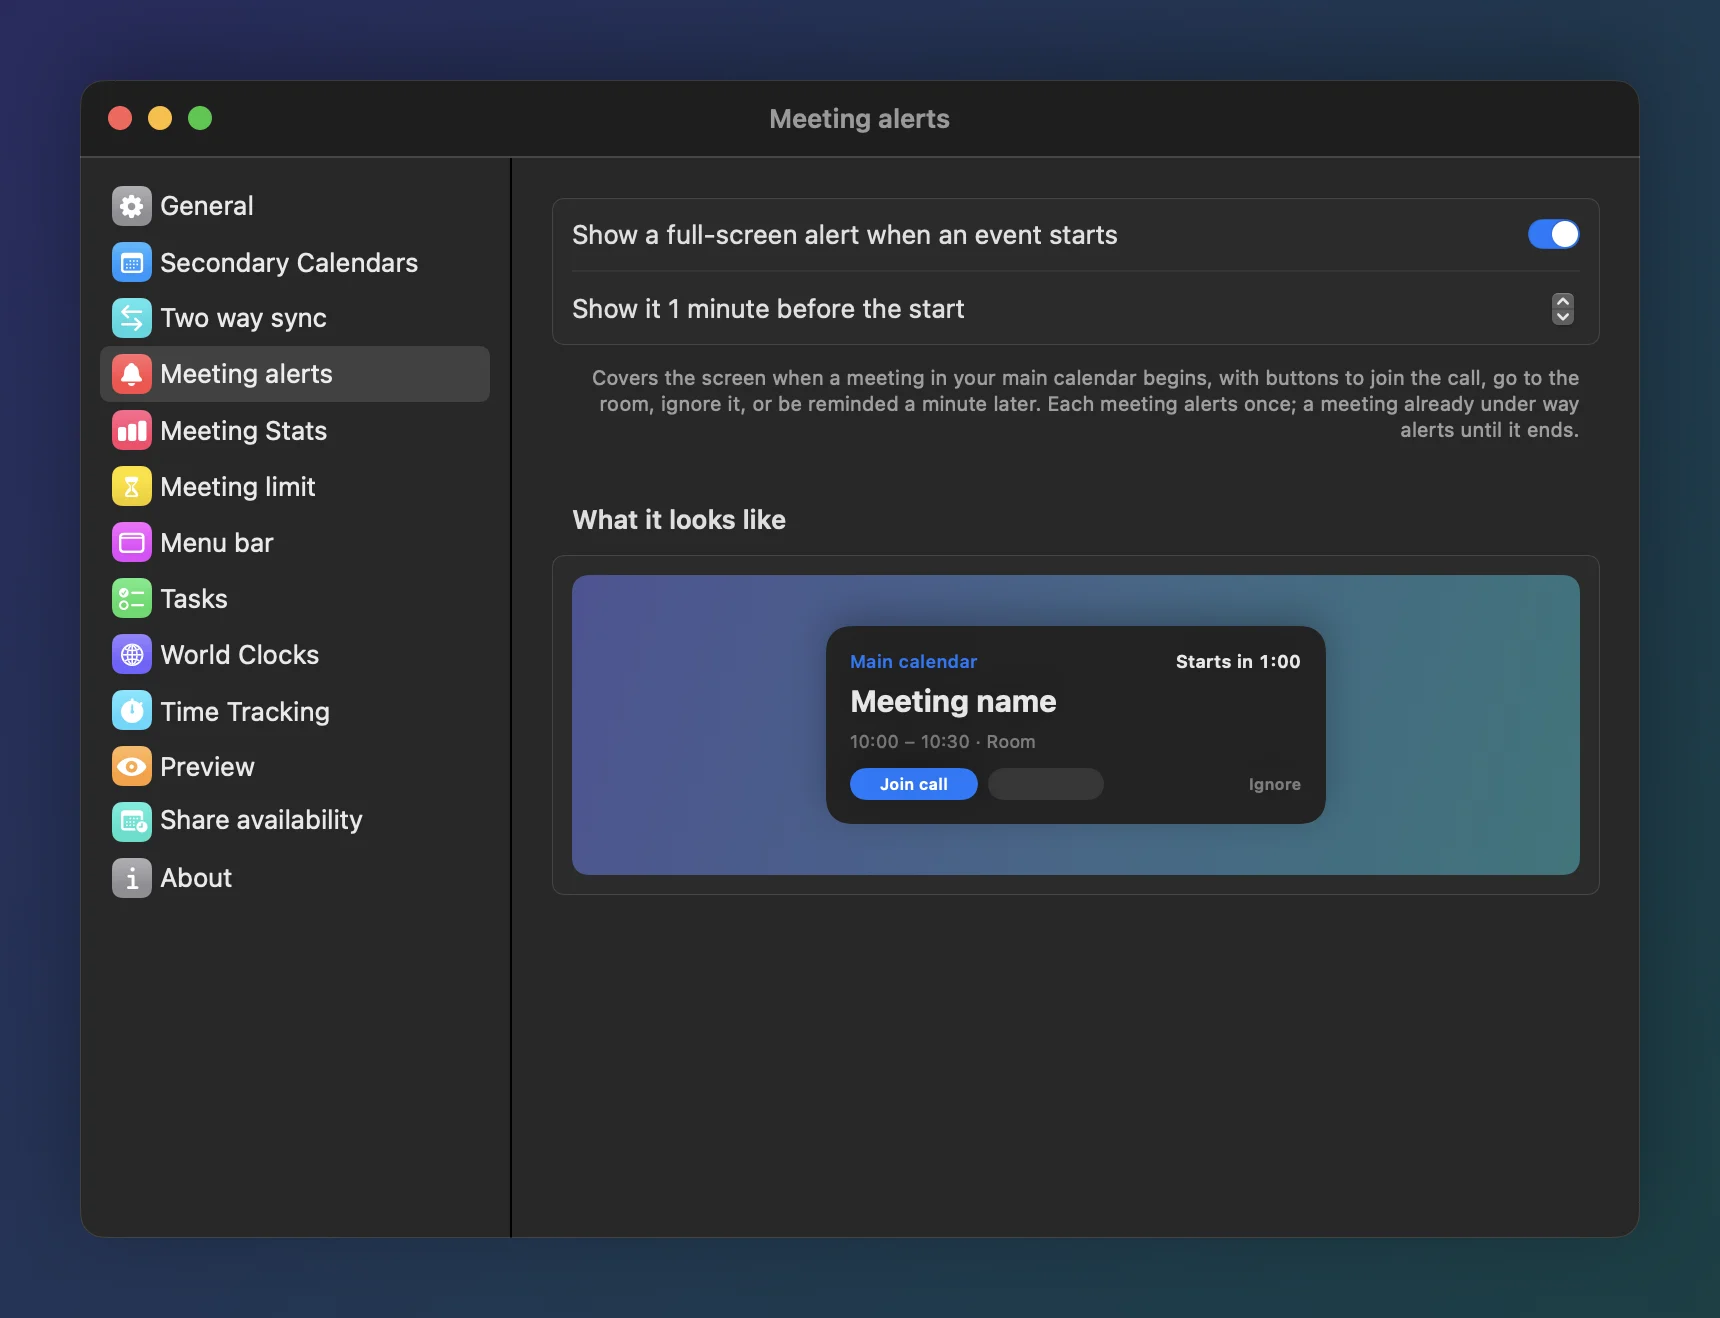 Meeting alerts
General
Secondary Calendars
Two way sync
Meeting alerts
Meeting Stats
Meeting limit
Menu bar
Tasks
World Clocks
Time Tracking
Preview
Share availability
About
Show a full-screen alert when an event starts
Show it 1 minute before the start
Covers the screen when a meeting in your main calendar begins, with buttons to join the call, go to the
room, ignore it, or be reminded a minute later. Each meeting alerts once; a meeting already under way
alerts until it ends.
What it looks like
Main calendar
Starts in 1:00
Meeting name
10:00 – 10:30 · Room
Join call
Ignore